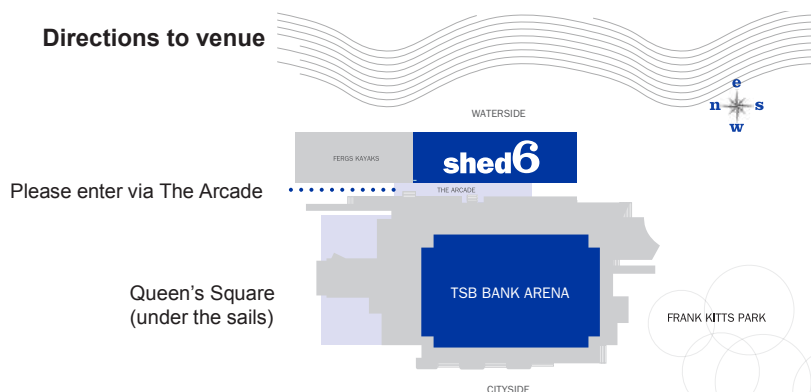 Directions to venue
e
n s
w
WATERSIDE
FERGS KAYAKS
shed6
Please enter via The Arcade
THE ARCADE
Queen's Square
(under the sails)
TSB BANK ARENA
FRANK KITTS PARK
CITYSIDE